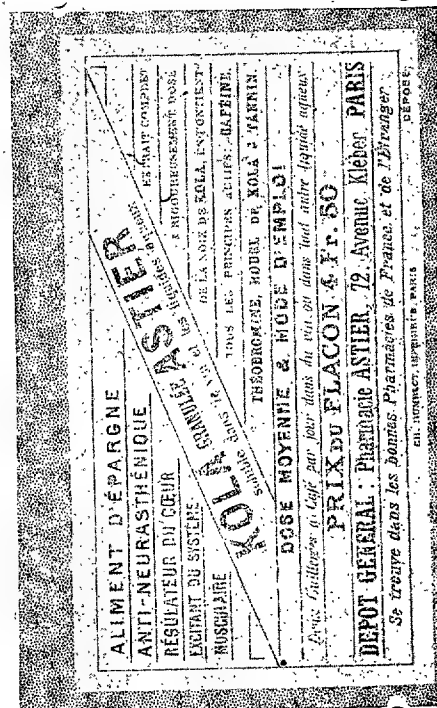 ALIMENT D'ÉPARGNE
ANTI-NEURASTHÉNIQUE
RÉGULATEUR DU CŒUR
EXCITANT DU SYSTÈME
MUSCULAIRE
KOLA GRANULÉE ASTIER
Soluble dans le vin et les liquides aqueux
EXTRAIT COMPLET
& RIGOUREUSEMENT DOSÉ
DE LA NOIX DE KOLA, EN CONTIENT
TOUS LES PRINCIPES ACTIFS : CAFÉINE,
THÉOBROMINE, ROUGE DE KOLA & TANNIN
DOSE MOYENNE & MODE D'EMPLOI
Deux Cuillerées à Café par jour dans du vin ou dans tout autre liquide aqueux
PRIX DU FLACON 4 Fr. 50
DÉPOT GÉNÉRAL : Pharmacie ASTIER, 72, Avenue Kléber, PARIS
Se trouve dans les bonnes Pharmacies de France et de l'Étranger
IMPRIMEUR, PARIS
DÉPOSÉ